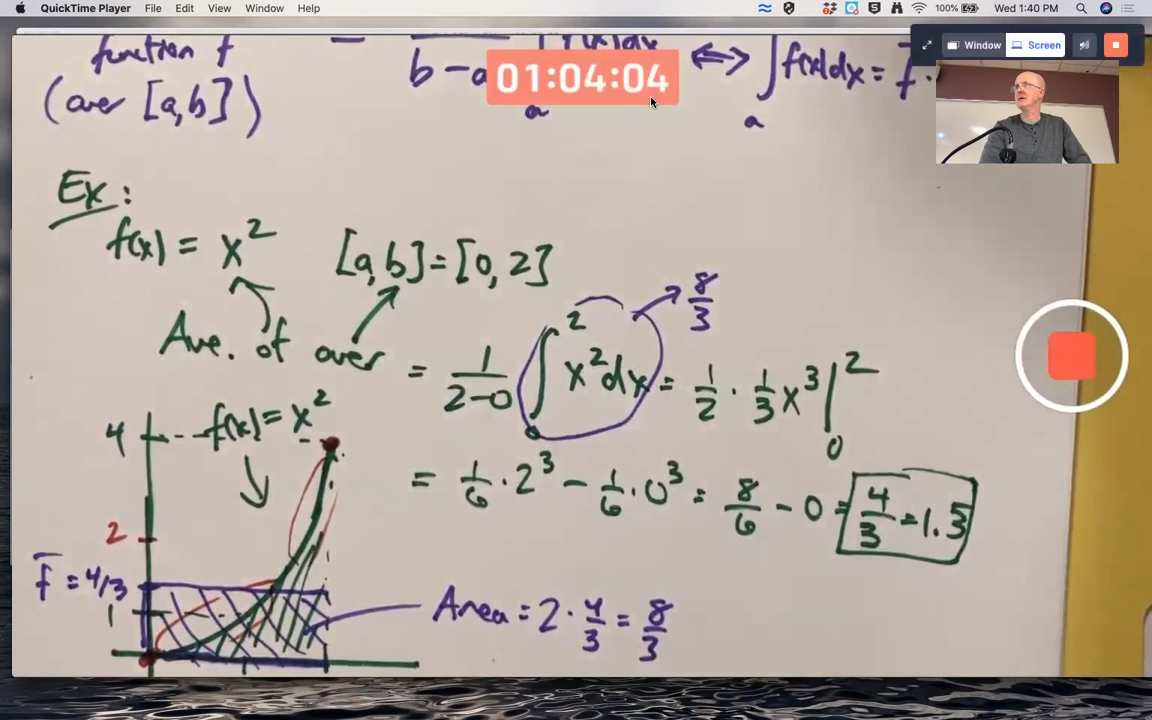 QuickTime Player File Edit View Window Help
100% Wed 1:40 PM
Window Screen
01:04:04
function f = b-a a f(x)dx ⟺ ∫ f(x)dx = f̄ ·
(over [a,b]) a
Ex:
f(x) = x² [a,b] = [0, 2]
Ave. of over = 1/(2-0) ∫₀² x²dx = 1/2 · 1/3 x³ |₀²
8/3
f(x) = x²
4
= 1/6 · 2³ - 1/6 · 0³ = 8/6 - 0 = 4/3 = 1.3̅
2
f̄ = 4/3
1
Area = 2 · 4/3 = 8/3